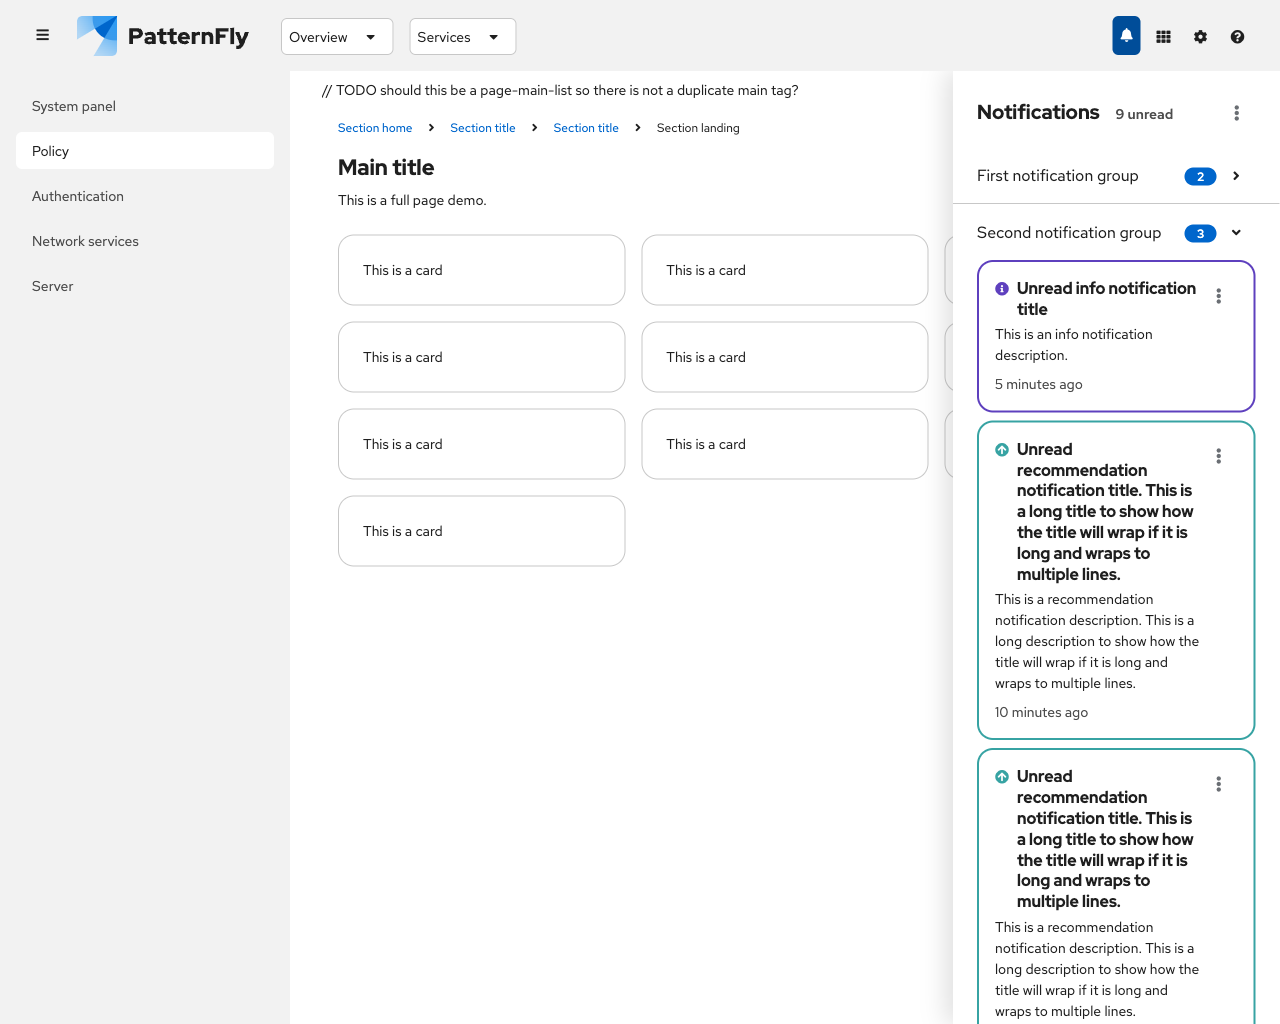 PatternFly
Overview
Services
System panel
Policy
Authentication
Network services
Server
// TODO should this be a page-main-list so there is not a duplicate main tag?
Section home
Section title
Section title
Section landing
Main title
This is a full page demo.
This is a card
This is a card
This is a card
This is a card
This is a card
This is a card
This is a card
Notifications
9 unread
First notification group
2
Second notification group
3
Unread info notification
title
This is an info notification
description.
5 minutes ago
Unread
recommendation
notification title. This is
a long title to show how
the title will wrap if it is
long and wraps to
multiple lines.
This is a recommendation
notification description. This is a
long description to show how the
title will wrap if it is long and
wraps to multiple lines.
10 minutes ago
Unread
recommendation
notification title. This is
a long title to show how
the title will wrap if it is
long and wraps to
multiple lines.
This is a recommendation
notification description. This is a
long description to show how the
title will wrap if it is long and
wraps to multiple lines.